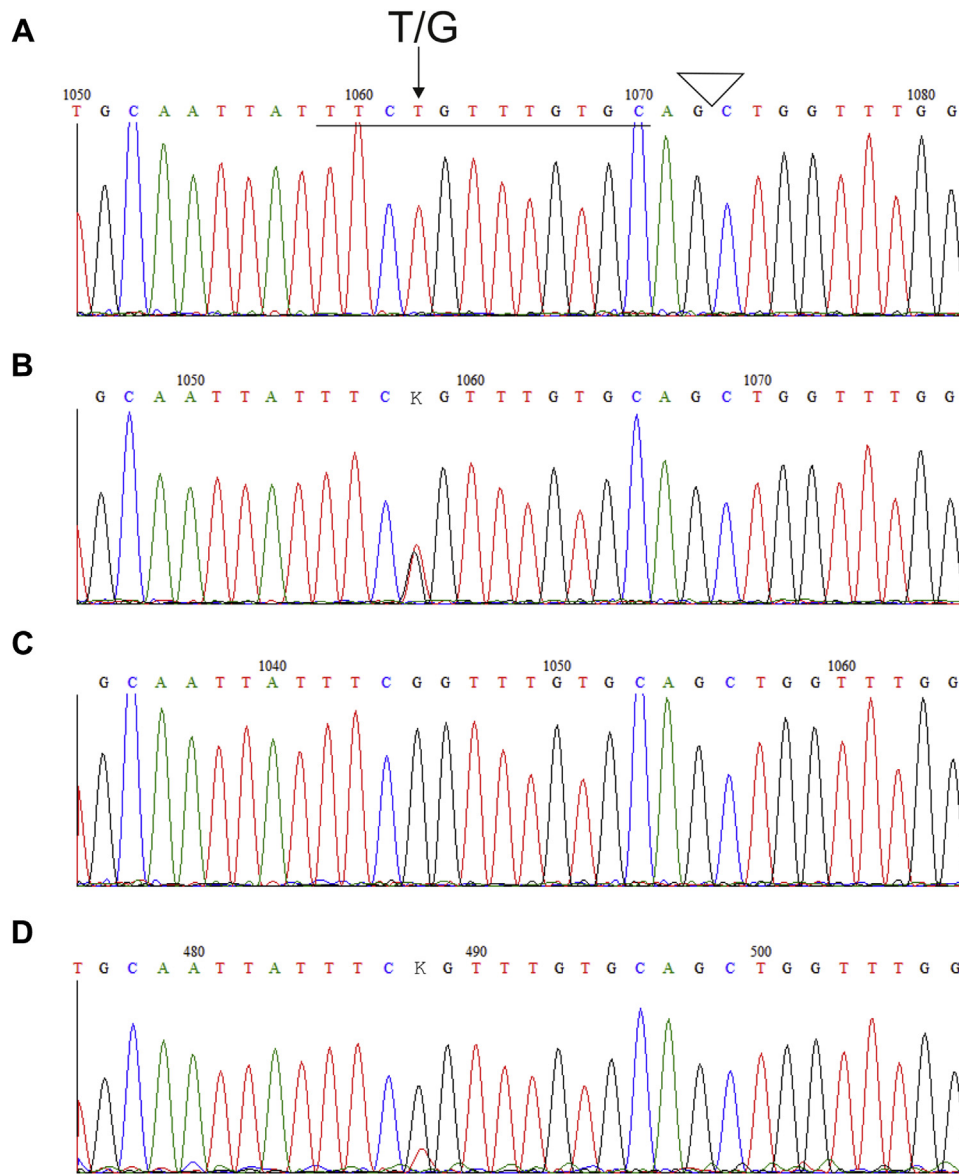 T/G
A
1050 1060 1070 1080
T G C A A T T A T T T C T G T T T G T G C A G C T G G T T T G G
B
1050 1060 1070
G C A A T T A T T T C K G T T T G T G C A G C T G G T T T G G
C
1040 1050 1060
G C A A T T A T T T C G G T T T G T G C A G C T G G T T T G G
D
480 490 500
T G C A A T T A T T T C K G T T T G T G C A G C T G G T T T G G